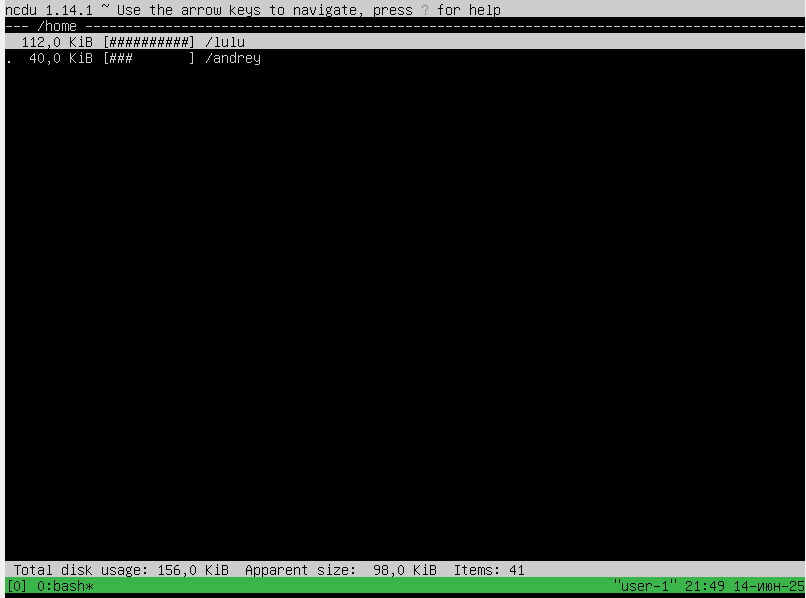 ncdu 1.14.1 ~ Use the arrow keys to navigate, press ? for help
--- /home ------------------------------------------------------------------------------------------
  112,0 KiB [##########] /lulu
.  40,0 KiB [###       ] /andrey
 Total disk usage: 156,0 KiB  Apparent size:  98,0 KiB  Items: 41
[0] 0:bash* "user-1" 21:49 14-июн-25